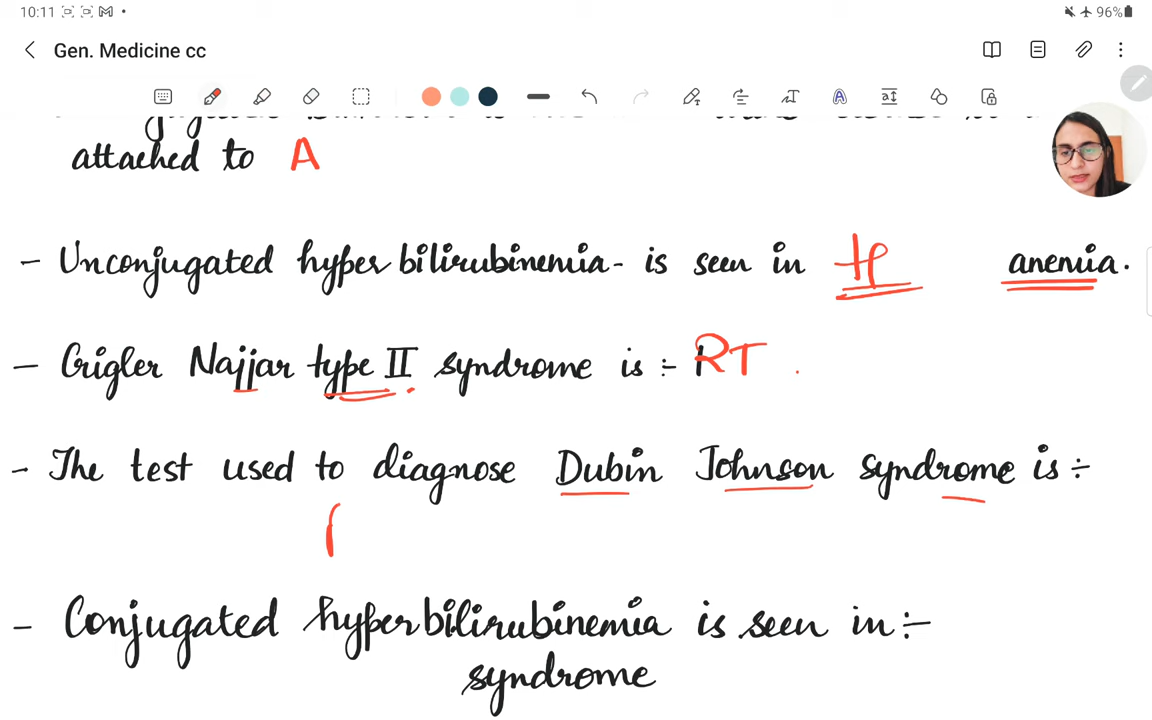 10:11 96%
Gen. Medicine cc
attached to A
- Unconjugated hyperbilirubinemia - is seen in anemia.
- Crigler Najjar type II syndrome is :- RT
- The test used to diagnose Dubin Johnson syndrome is :-
- Conjugated hyperbilirubinemia is seen in :-
syndrome